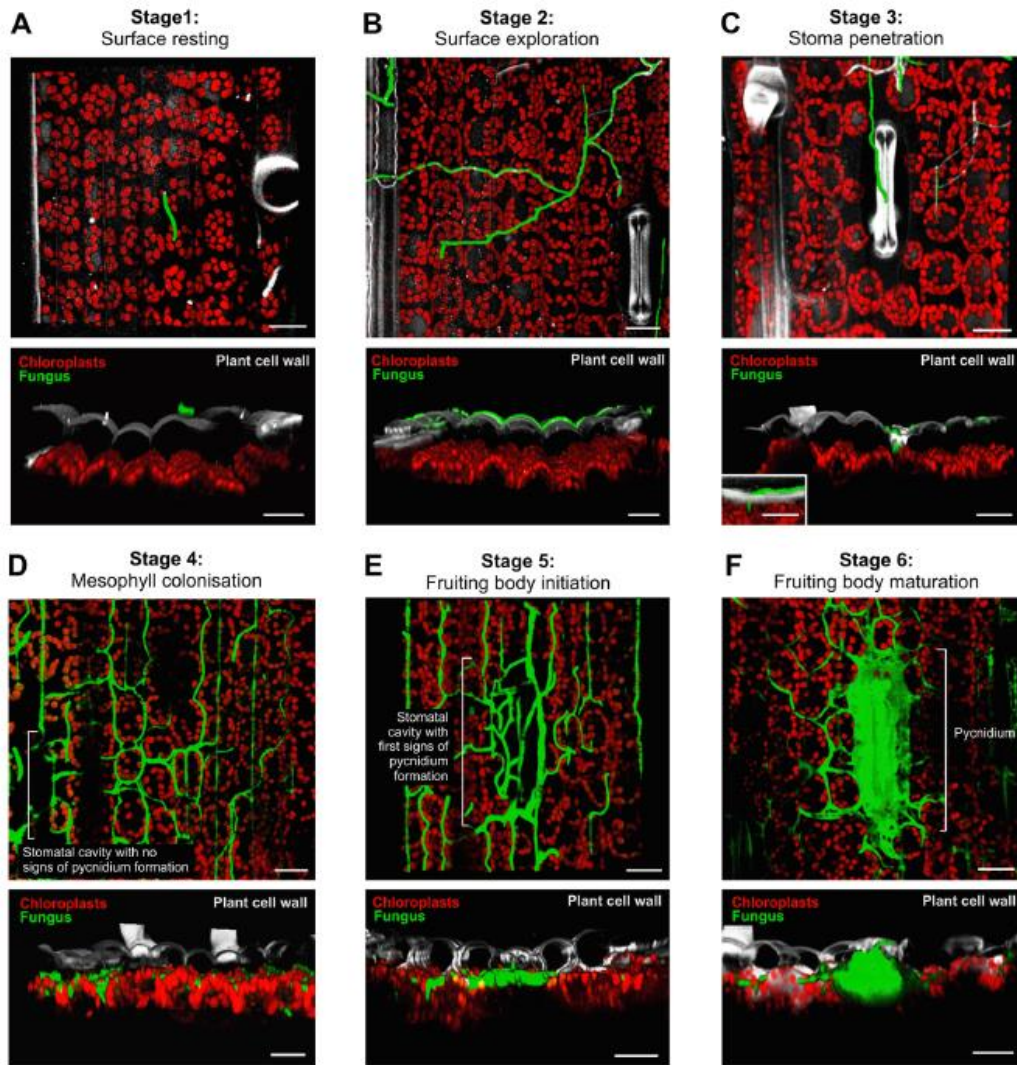 A
Stage1:
Surface resting
B
Stage 2:
Surface exploration
C
Stage 3:
Stoma penetration
Chloroplasts
Fungus
Plant cell wall
Chloroplasts
Fungus
Plant cell wall
Chloroplasts
Fungus
Plant cell wall
D
Stage 4:
Mesophyll colonisation
E
Stage 5:
Fruiting body initiation
F
Stage 6:
Fruiting body maturation
Stomatal cavity with no
signs of pycnidium formation
Stomatal
cavity with
first signs of
pycnidium
formation
Pycnidium
Chloroplasts
Fungus
Plant cell wall
Chloroplasts
Fungus
Plant cell wall
Chloroplasts
Fungus
Plant cell wall